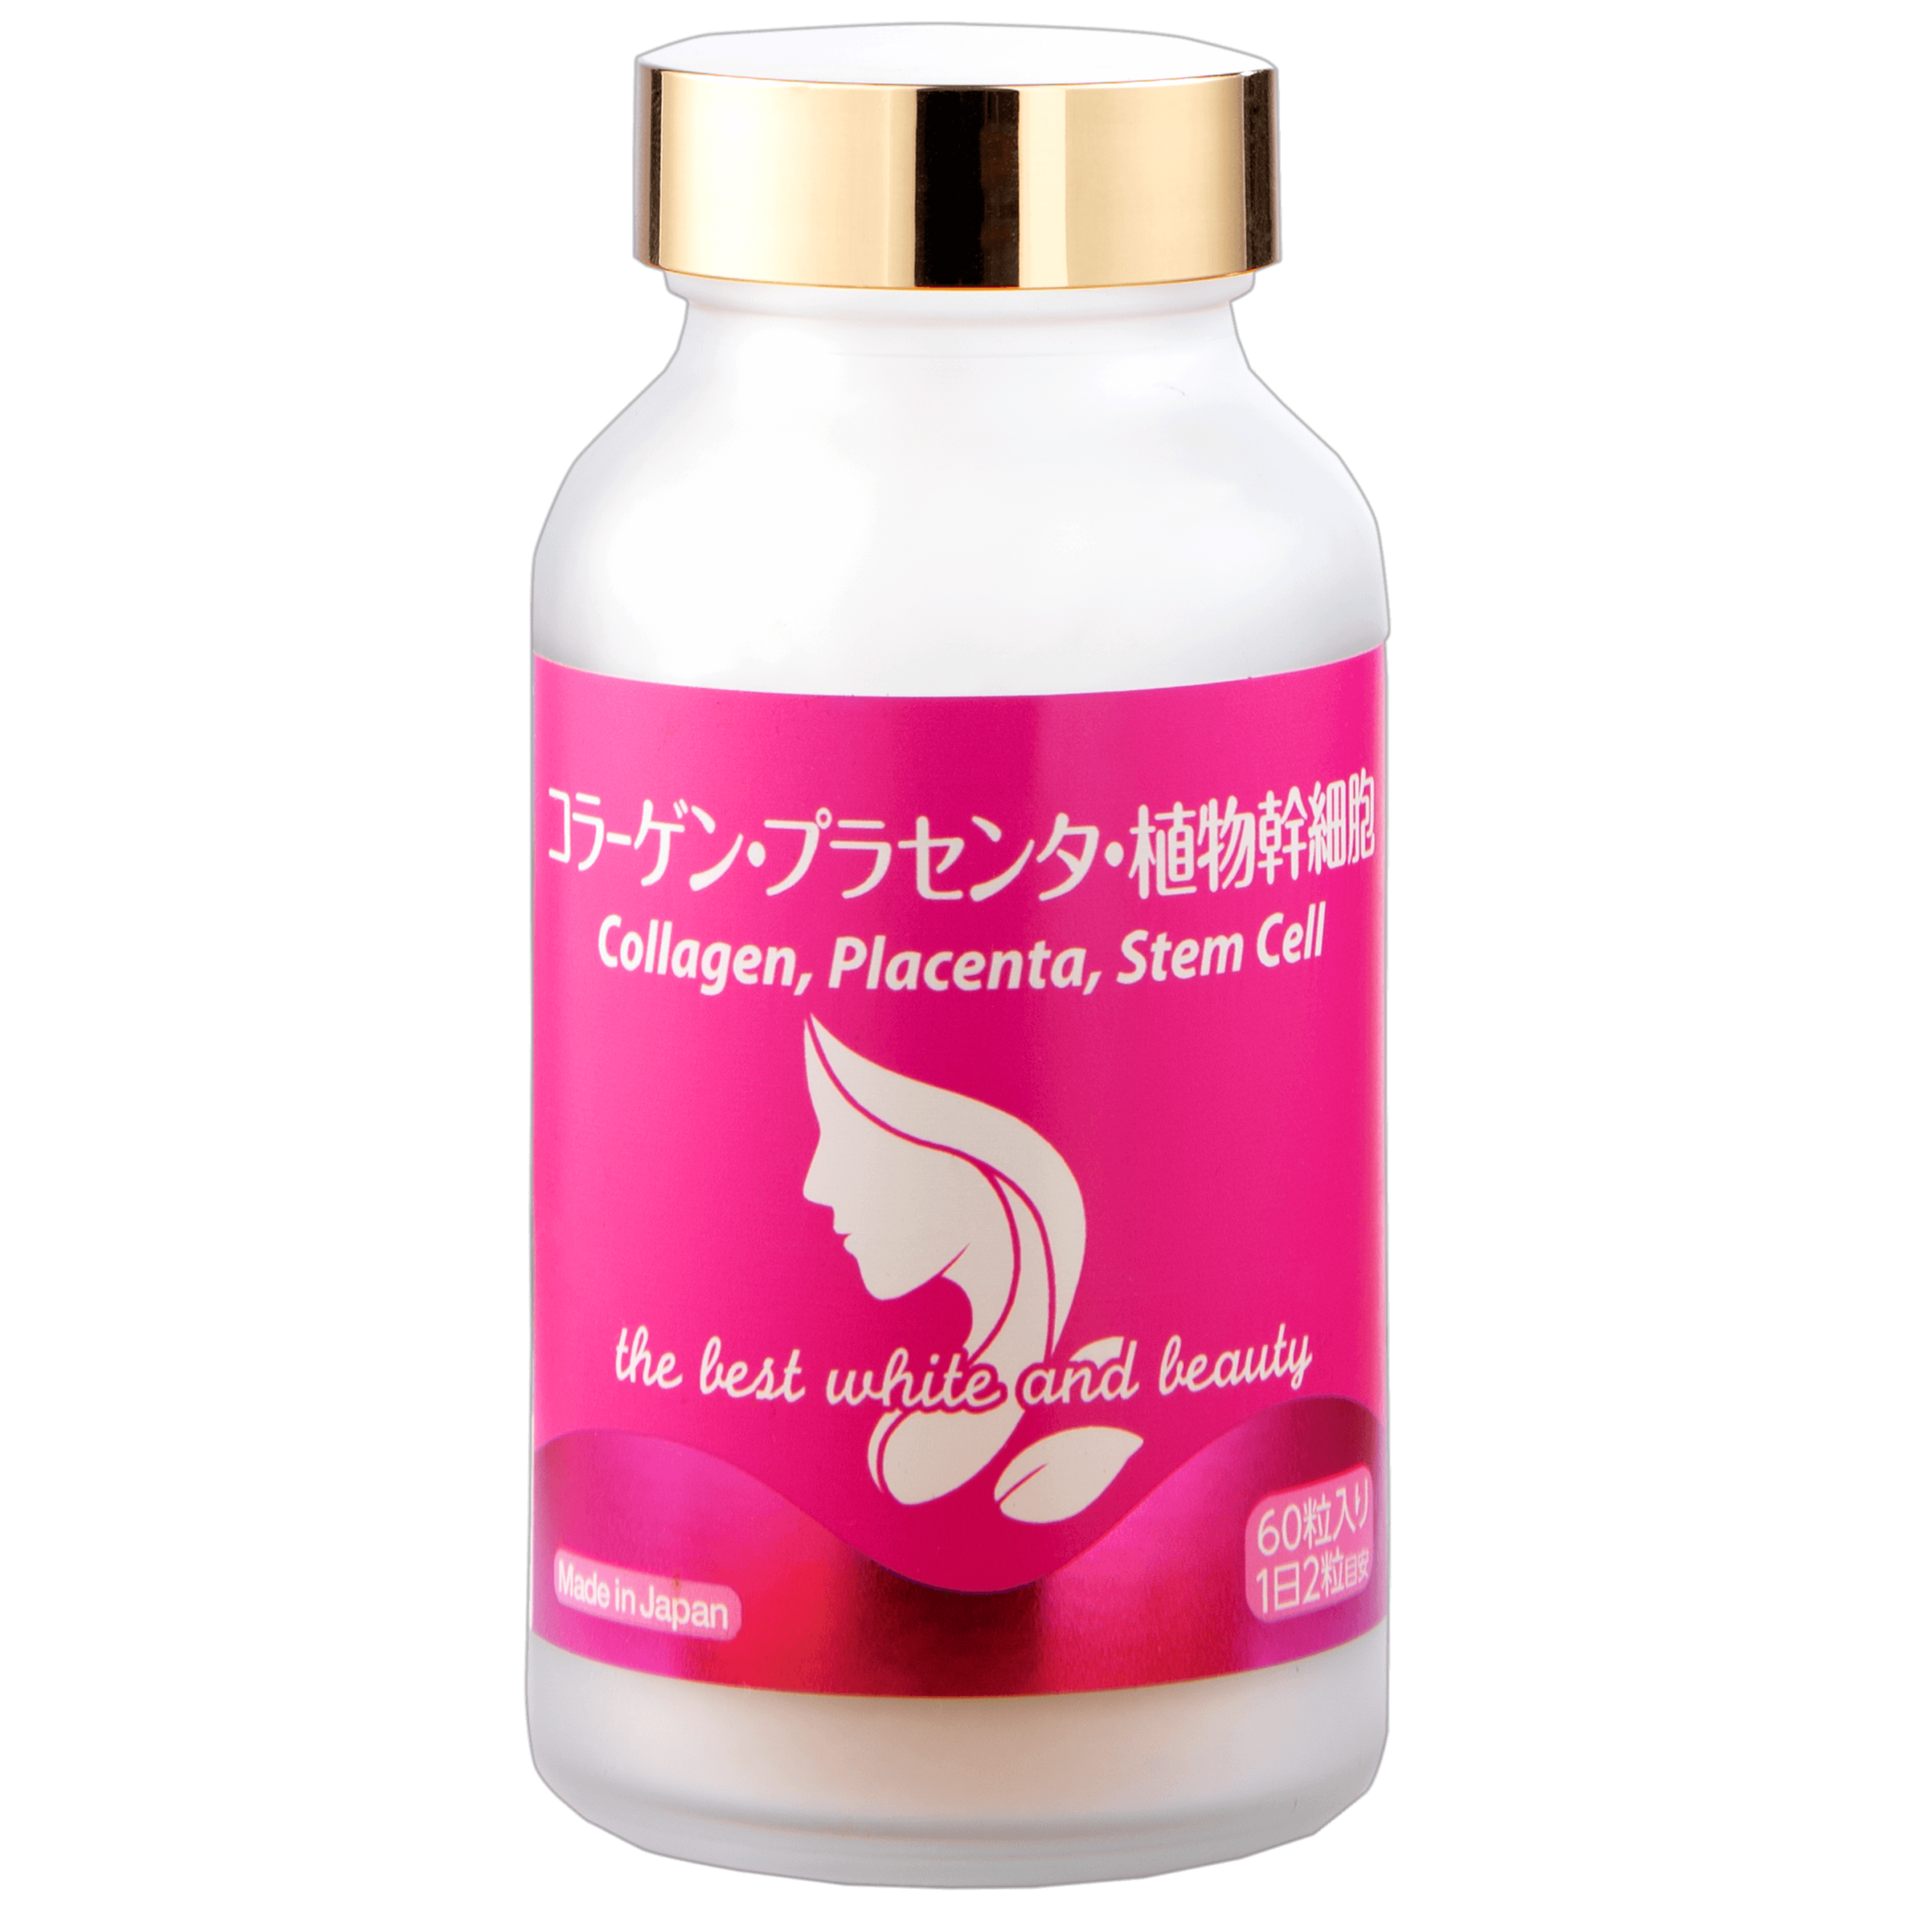 コラーゲン・プラセンタ・植物幹細胞
Collagen, Placenta, Stem Cell
the best white and beauty
60粒入り
1日2粒目安
Made in Japan